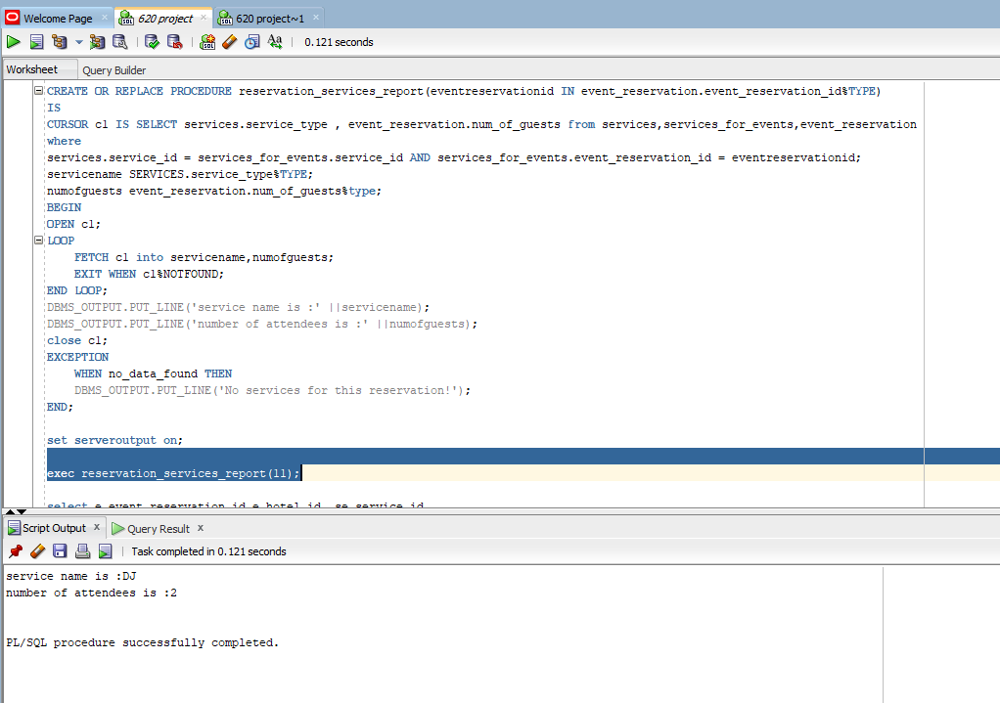 Welcome Page
620 project
620 project~1
0.121 seconds
Worksheet
Query Builder
CREATE OR REPLACE PROCEDURE reservation_services_report(eventreservationid IN event_reservation.event_reservation_id%TYPE)
IS
CURSOR c1 IS SELECT services.service_type , event_reservation.num_of_guests from services,services_for_events,event_reservation
where
services.service_id = services_for_events.service_id AND services_for_events.event_reservation_id = eventreservationid;
servicename SERVICES.service_type%TYPE;
numofguests event_reservation.num_of_guests%type;
BEGIN
OPEN c1;
LOOP
FETCH c1 into servicename,numofguests;
EXIT WHEN c1%NOTFOUND;
END LOOP;
DBMS_OUTPUT.PUT_LINE('service name is :' ||servicename);
DBMS_OUTPUT.PUT_LINE('number of attendees is :' ||numofguests);
close c1;
EXCEPTION
WHEN no_data_found THEN
DBMS_OUTPUT.PUT_LINE('No services for this reservation!');
END;
set serveroutput on;
exec reservation_services_report(11);
select e.event_reservation_id,e.hotel_id, se.service_id
Script Output
Query Result
Task completed in 0.121 seconds
service name is :DJ
number of attendees is :2
PL/SQL procedure successfully completed.